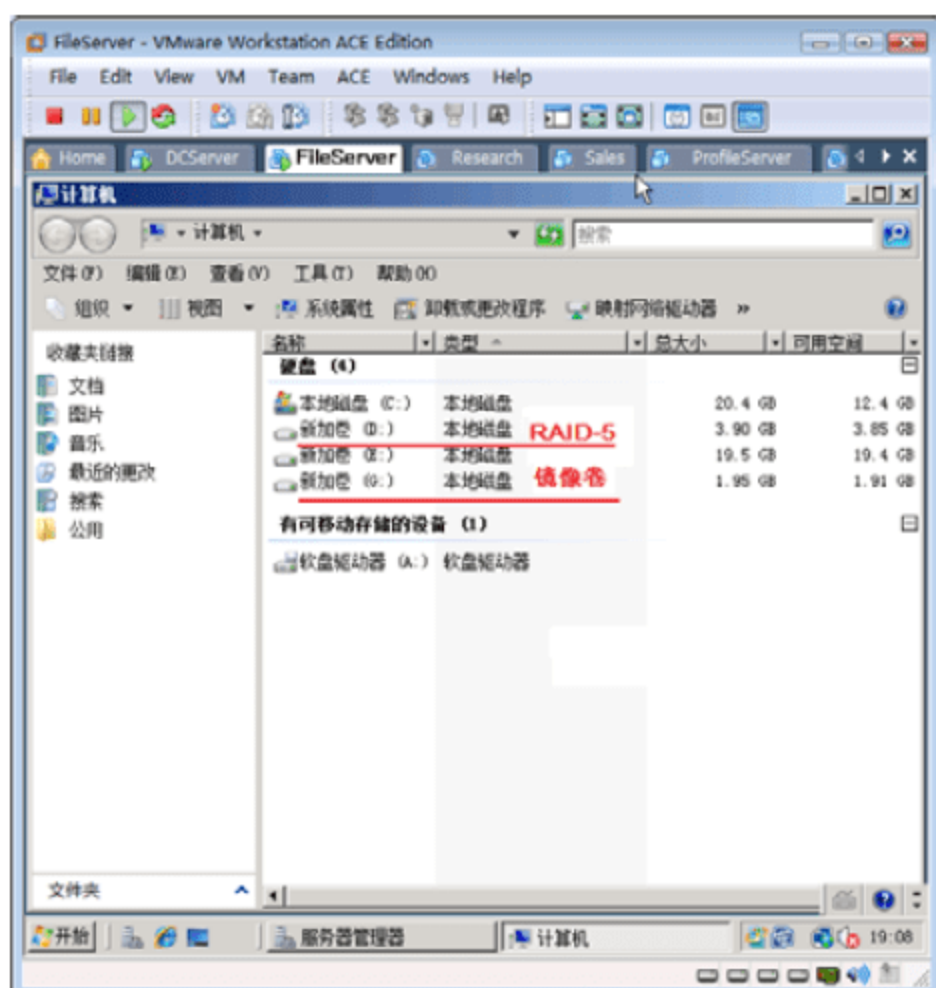 FileServer - VMware Workstation ACE Edition
File Edit View VM Team ACE Windows Help
Home DCServer FileServer Research Sales ProfileServer
计算机
计算机
搜索
文件(F) 编辑(E) 查看(V) 工具(T) 帮助(H)
组织 视图 系统属性 卸载或更改程序 映射网络驱动器 »
收藏夹链接
文档
图片
音乐
最近的更改
搜索
公用
文件夹
名称 类型 总大小 可用空间
硬盘 (4)
本地磁盘 (C:) 本地磁盘 20.4 GB 12.4 GB
新加卷 (D:) 本地磁盘 RAID-5 3.90 GB 3.85 GB
新加卷 (E:) 本地磁盘 19.5 GB 19.4 GB
新加卷 (G:) 本地磁盘 镜像卷 1.95 GB 1.91 GB
有可移动存储的设备 (1)
软盘驱动器 (A:) 软盘驱动器
开始 服务器管理器 计算机 19:08